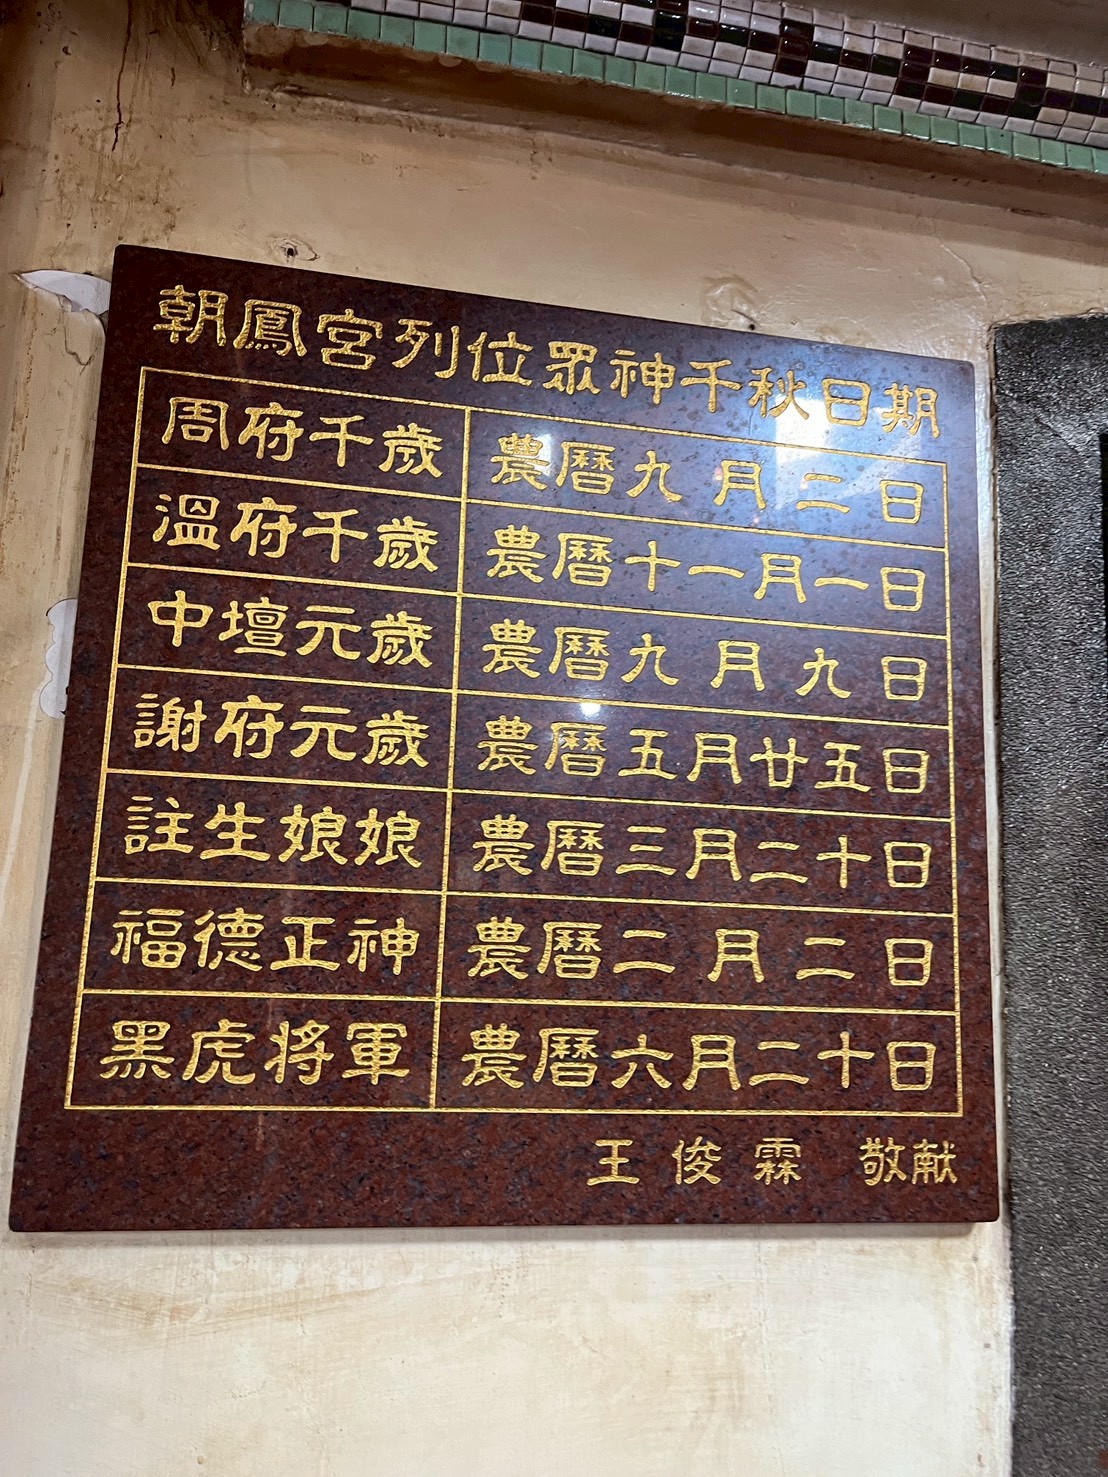 朝鳳宮列位眾神千秋日期
周府千歲 農曆九月二日
溫府千歲 農曆十一月一日
中壇元歲 農曆九月九日
謝府元歲 農曆五月廿五日
註生娘娘 農曆三月二十日
福德正神 農曆二月二日
黑虎將軍 農曆六月二十日
王俊霖 敬献